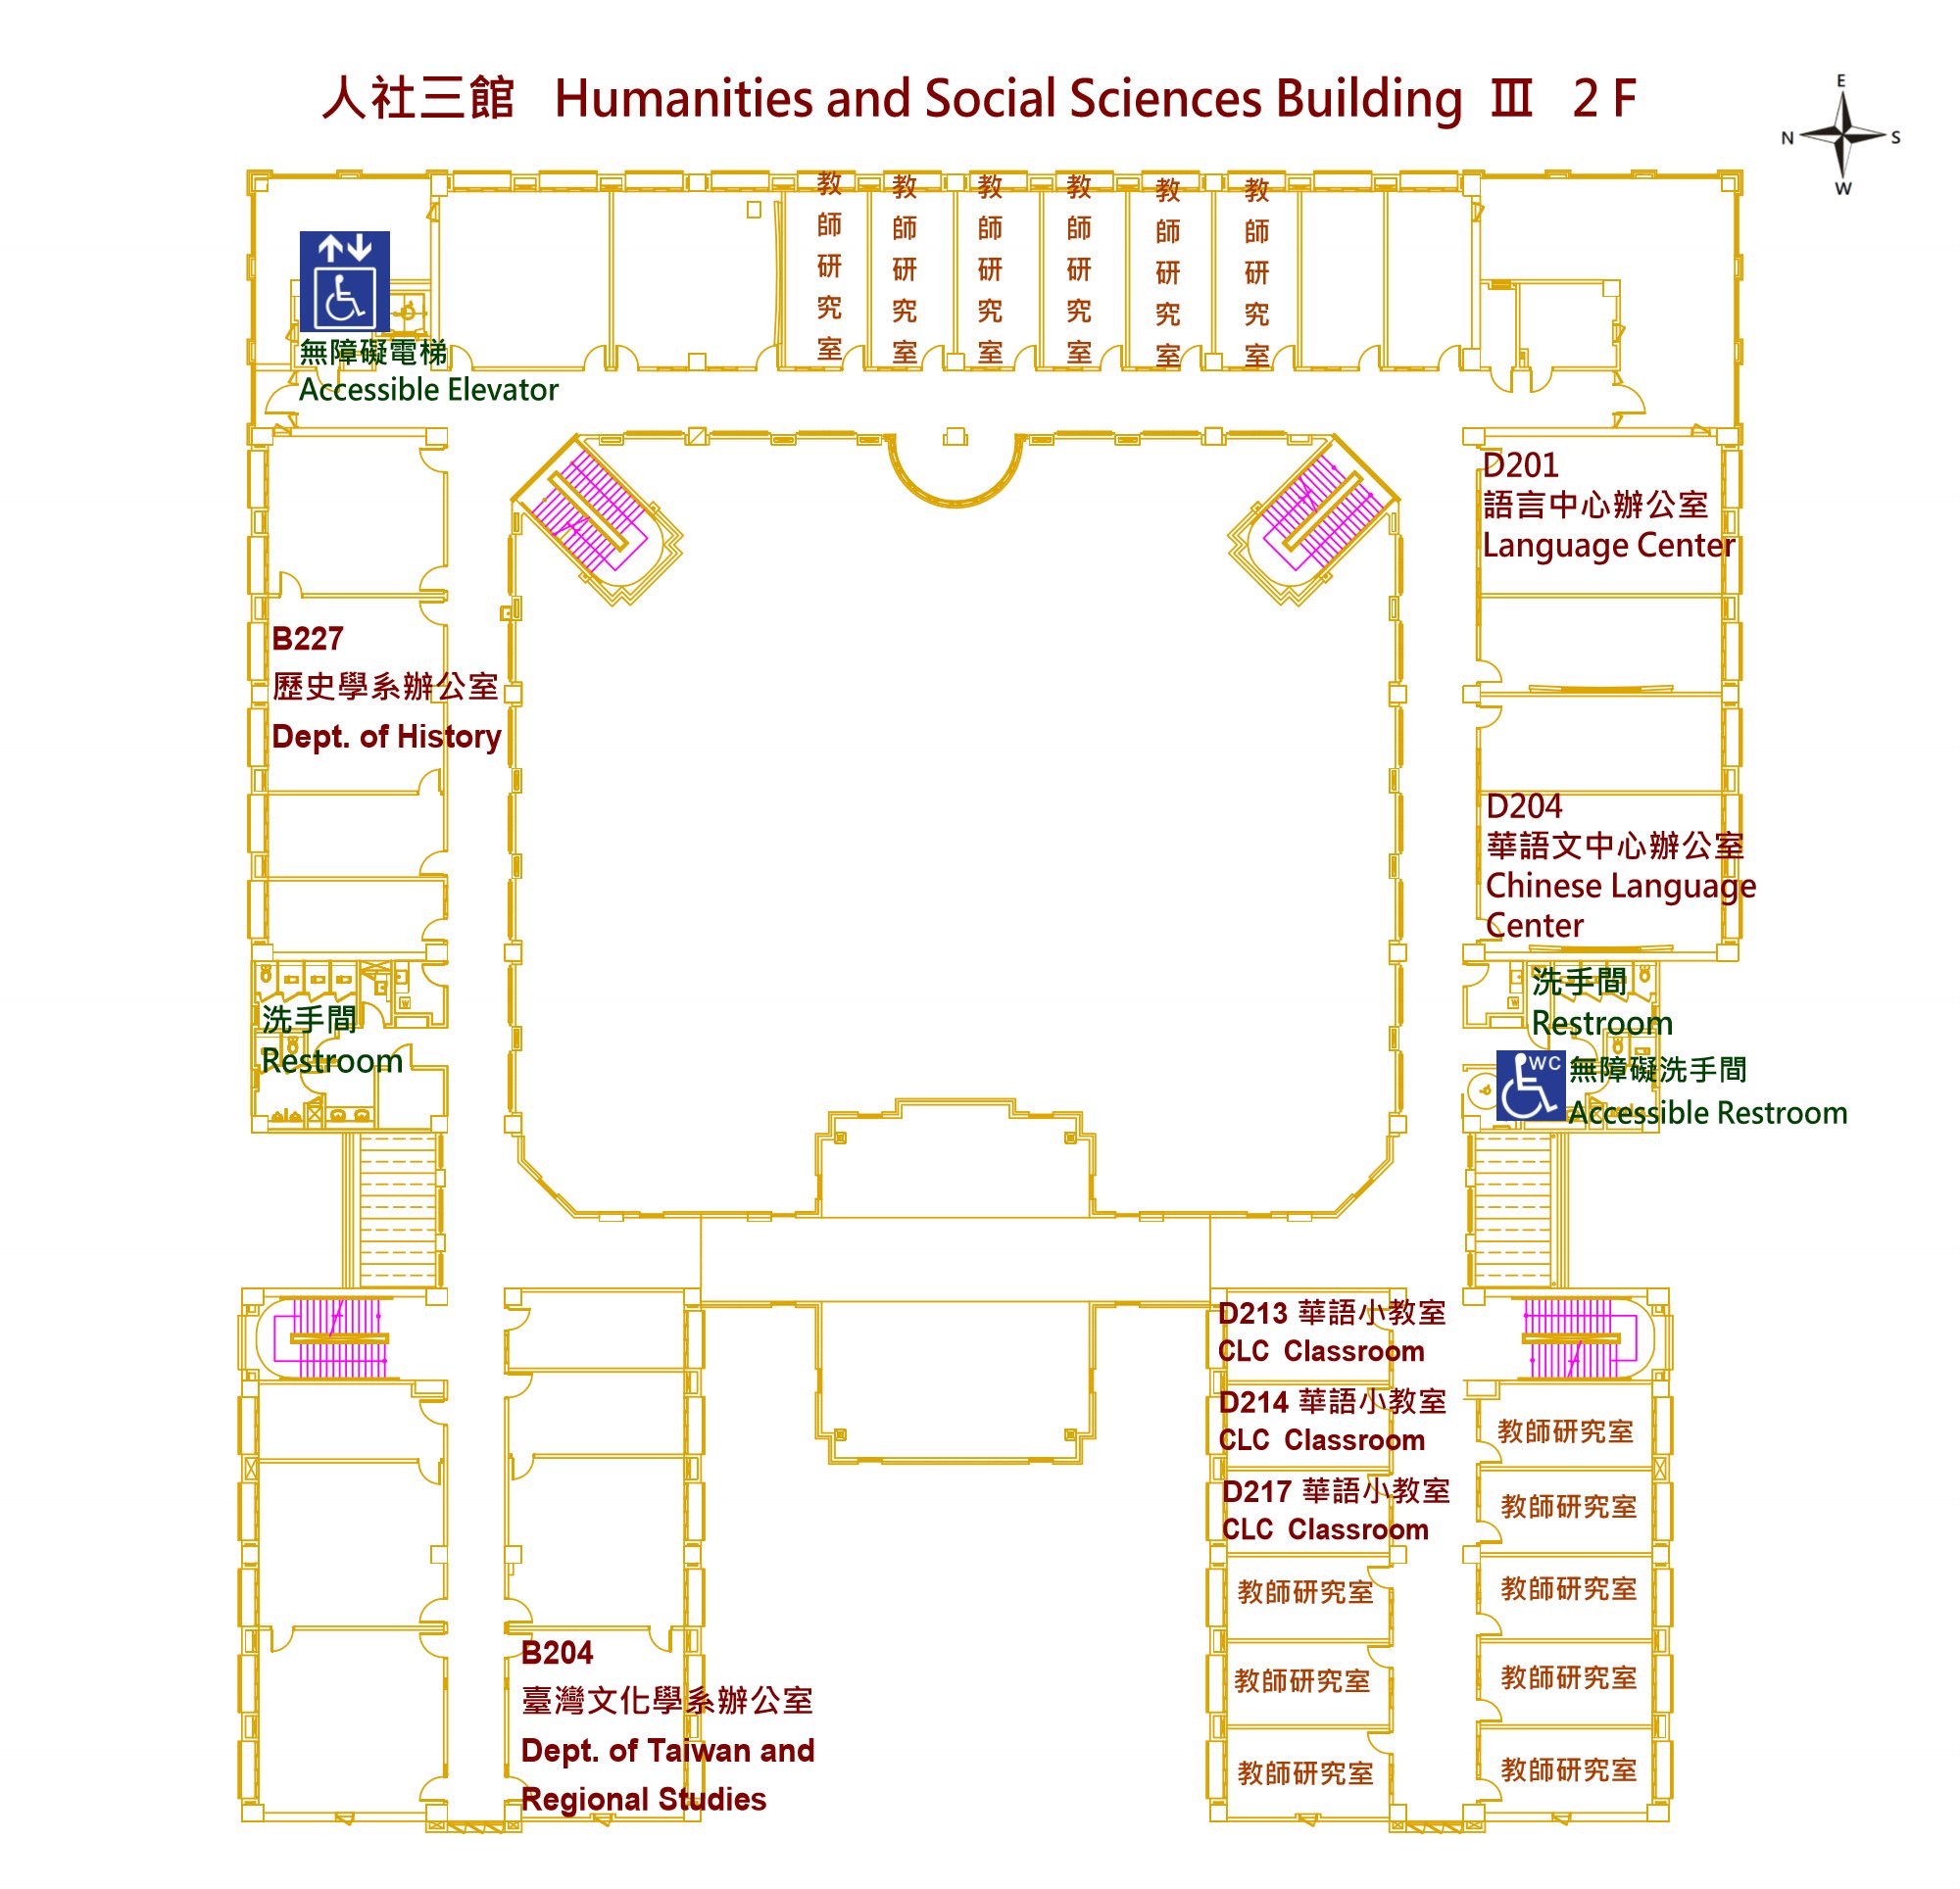 人社三館 Humanities and Social Sciences Building Ⅲ 2 F
E
N
S
W
教師研究室
教師研究室
教師研究室
教師研究室
教師研究室
教師研究室
無障礙電梯
Accessible Elevator
D201
語言中心辦公室
Language Center
B227
歷史學系辦公室
Dept. of History
D204
華語文中心辦公室
Chinese Language
Center
洗手間
Restroom
洗手間
Restroom
WC
無障礙洗手間
Accessible Restroom
D213 華語小教室
CLC Classroom
D214 華語小教室
CLC Classroom
D217 華語小教室
CLC Classroom
教師研究室
教師研究室
教師研究室
教師研究室
教師研究室
教師研究室
教師研究室
教師研究室
B204
臺灣文化學系辦公室
Dept. of Taiwan and
Regional Studies